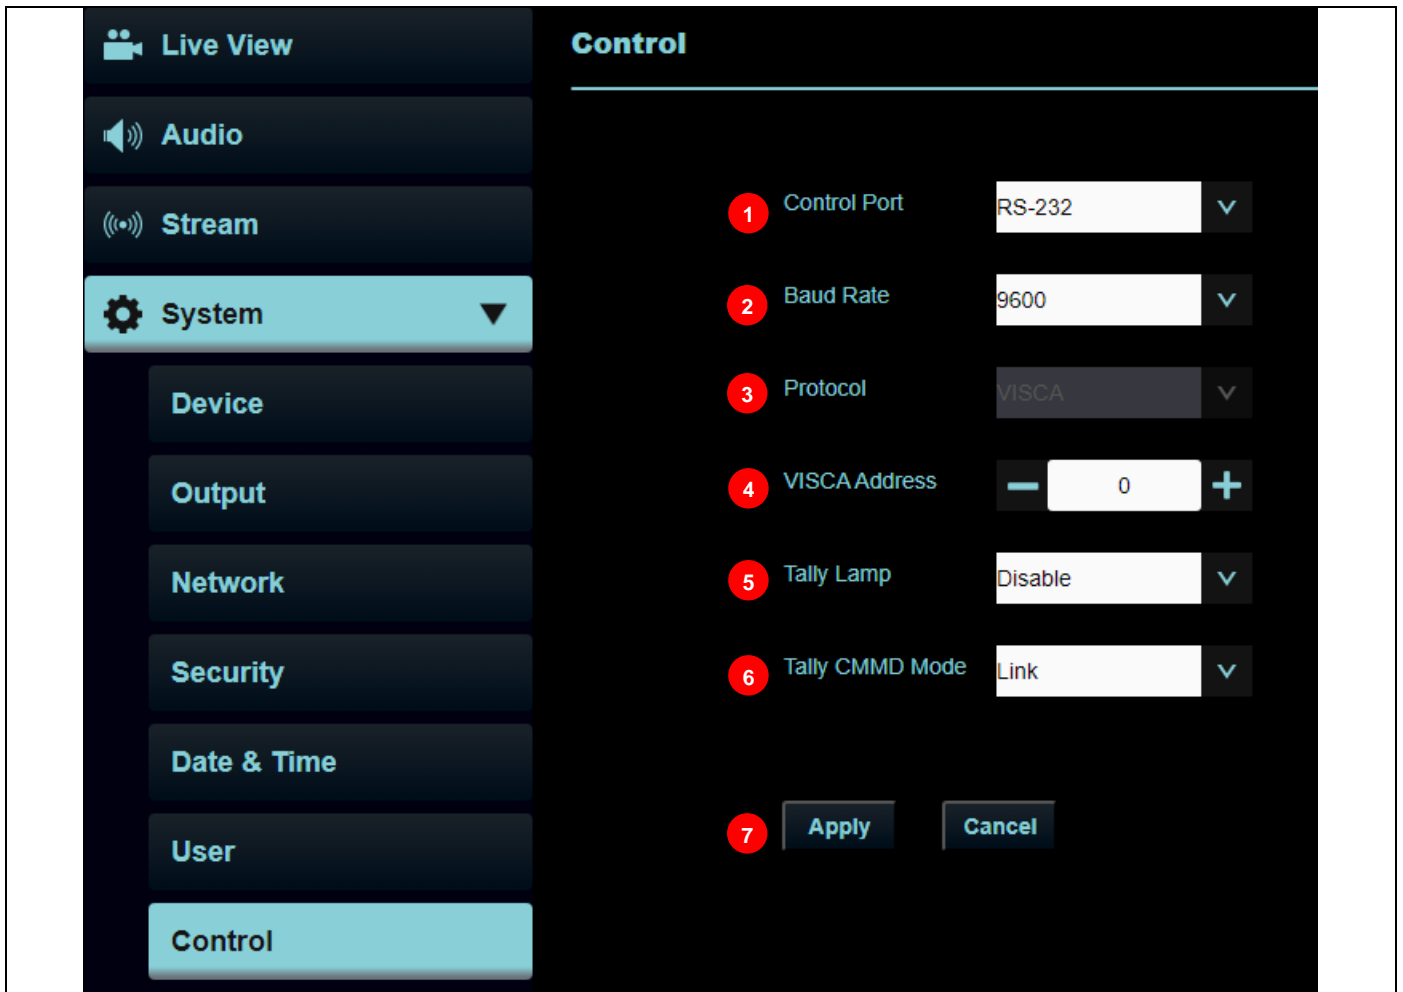 Live View
Audio
Stream
System
Device
Output
Network
Security
Date & Time
User
Control
Control
1 Control Port RS-232
2 Baud Rate 9600
3 Protocol VISCA
4 VISCA Address 0
5 Tally Lamp Disable
6 Tally CMMD Mode Link
7 Apply Cancel